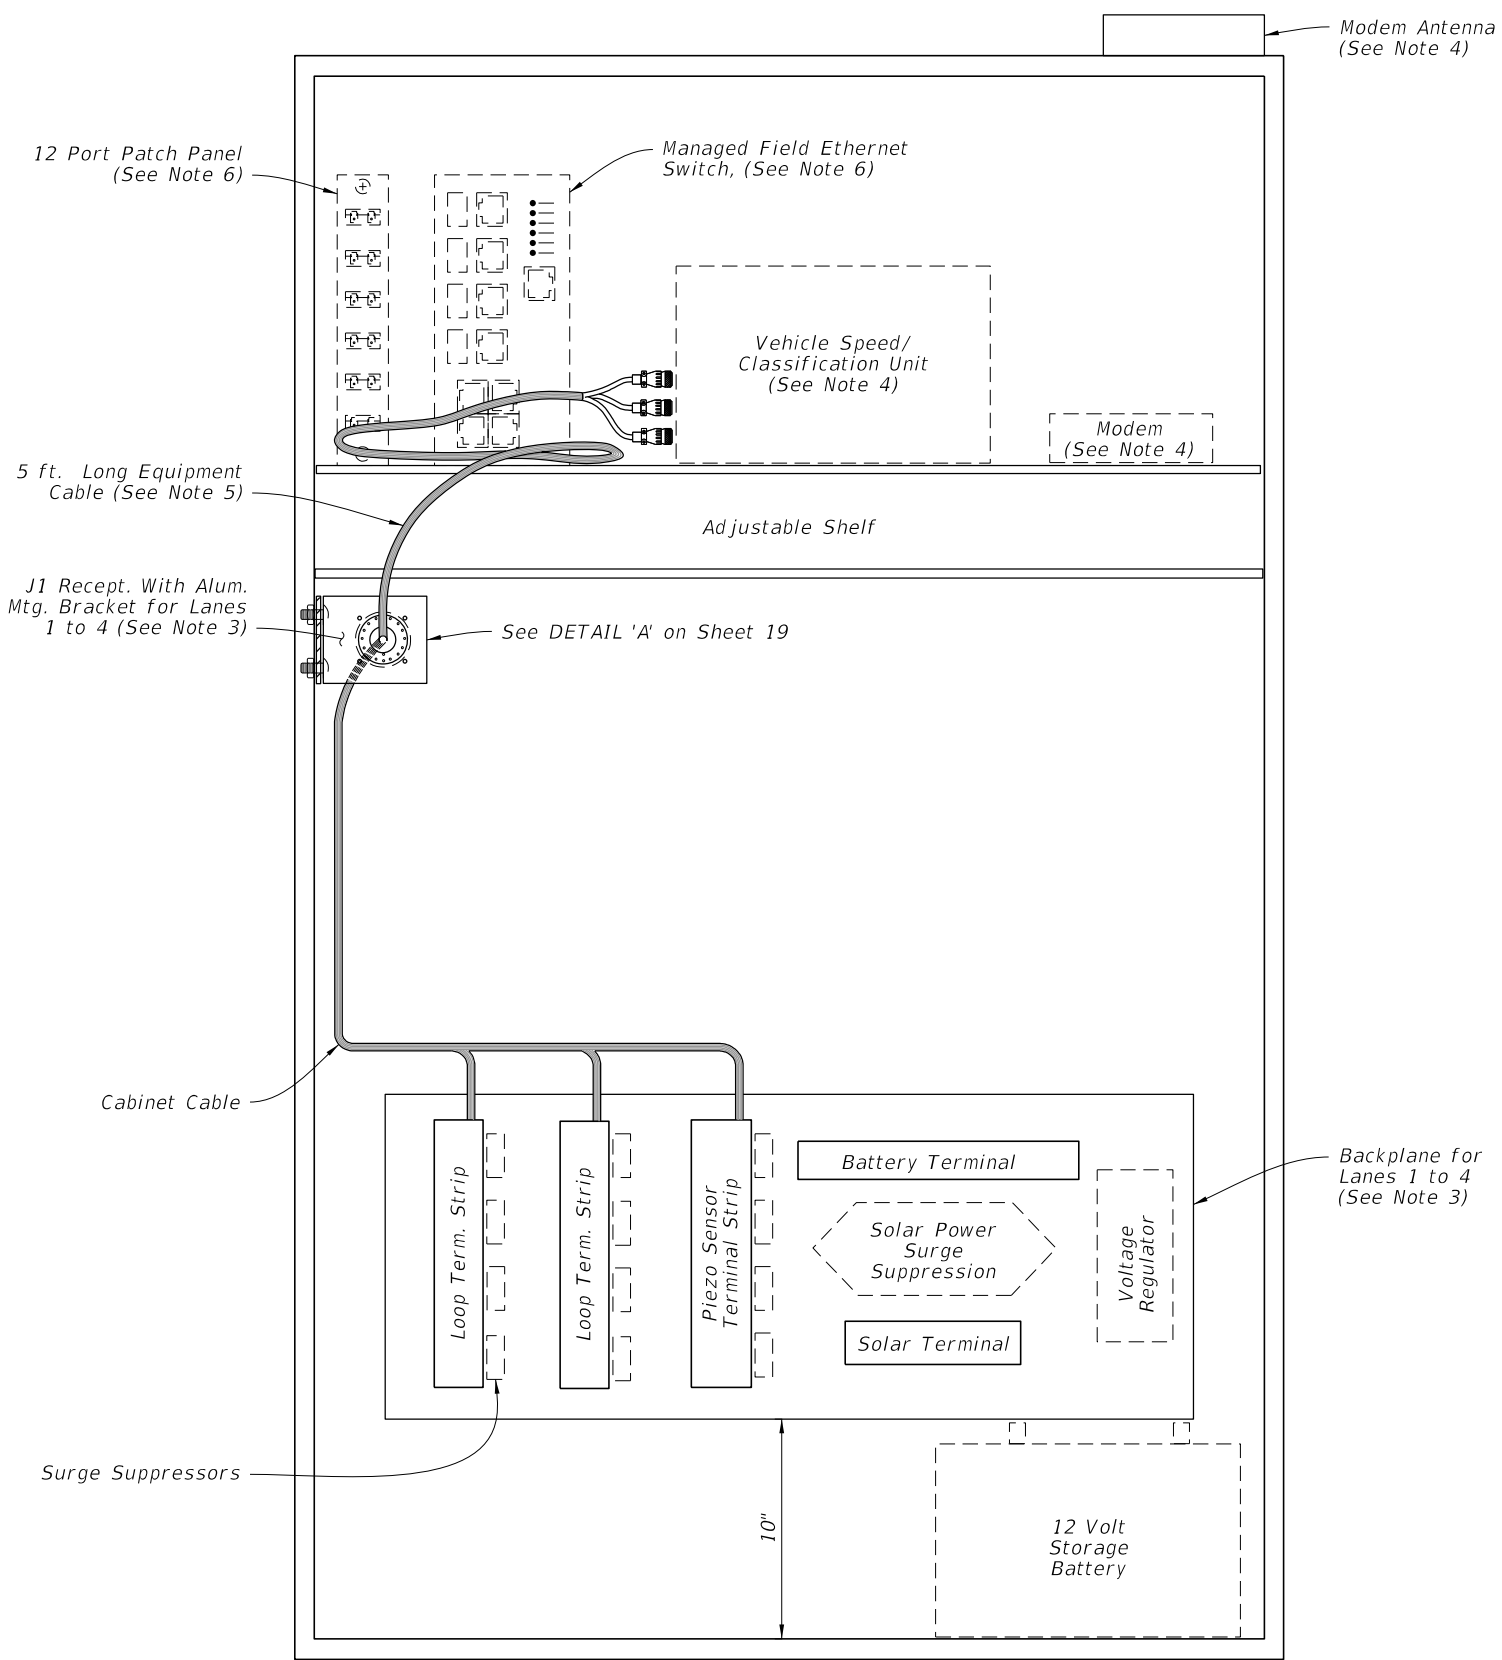 Modem Antenna
(See Note 4)
12 Port Patch Panel
(See Note 6)
Managed Field Ethernet
Switch, (See Note 6)
Vehicle Speed/
Classification Unit
(See Note 4)
Modem
(See Note 4)
5 ft. Long Equipment
Cable (See Note 5)
Adjustable Shelf
J1 Recept. With Alum.
Mtg. Bracket for Lanes
1 to 4 (See Note 3)
See DETAIL 'A' on Sheet 19
Cabinet Cable
Loop Term. Strip
Loop Term. Strip
Piezo Sensor
Terminal Strip
Battery Terminal
Solar Power
Surge
Suppression
Solar Terminal
Voltage
Regulator
Backplane for
Lanes 1 to 4
(See Note 3)
Surge Suppressors
10"
12 Volt
Storage
Battery